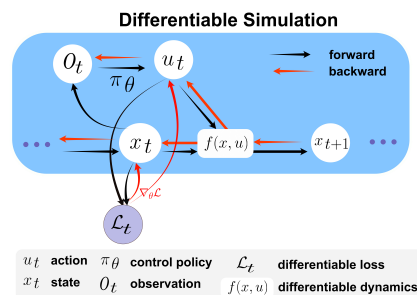 Differentiable Simulation
O_t u_t forward
π_θ backward
... x_t f(x, u) x_{t+1} ...
∇_θ ℒ
ℒ_t
u_t action π_θ control policy ℒ_t differentiable loss
x_t state O_t observation f(x, u) differentiable dynamics